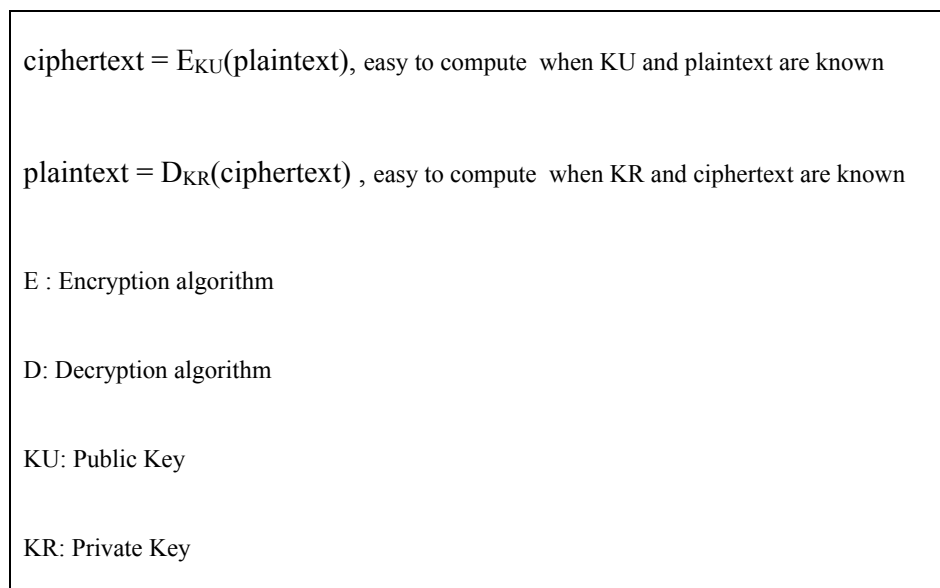 ciphertext = EKU(plaintext), easy to compute when KU and plaintext are known
plaintext = DKR(ciphertext) , easy to compute when KR and ciphertext are known
E : Encryption algorithm
D: Decryption algorithm
KU: Public Key
KR: Private Key